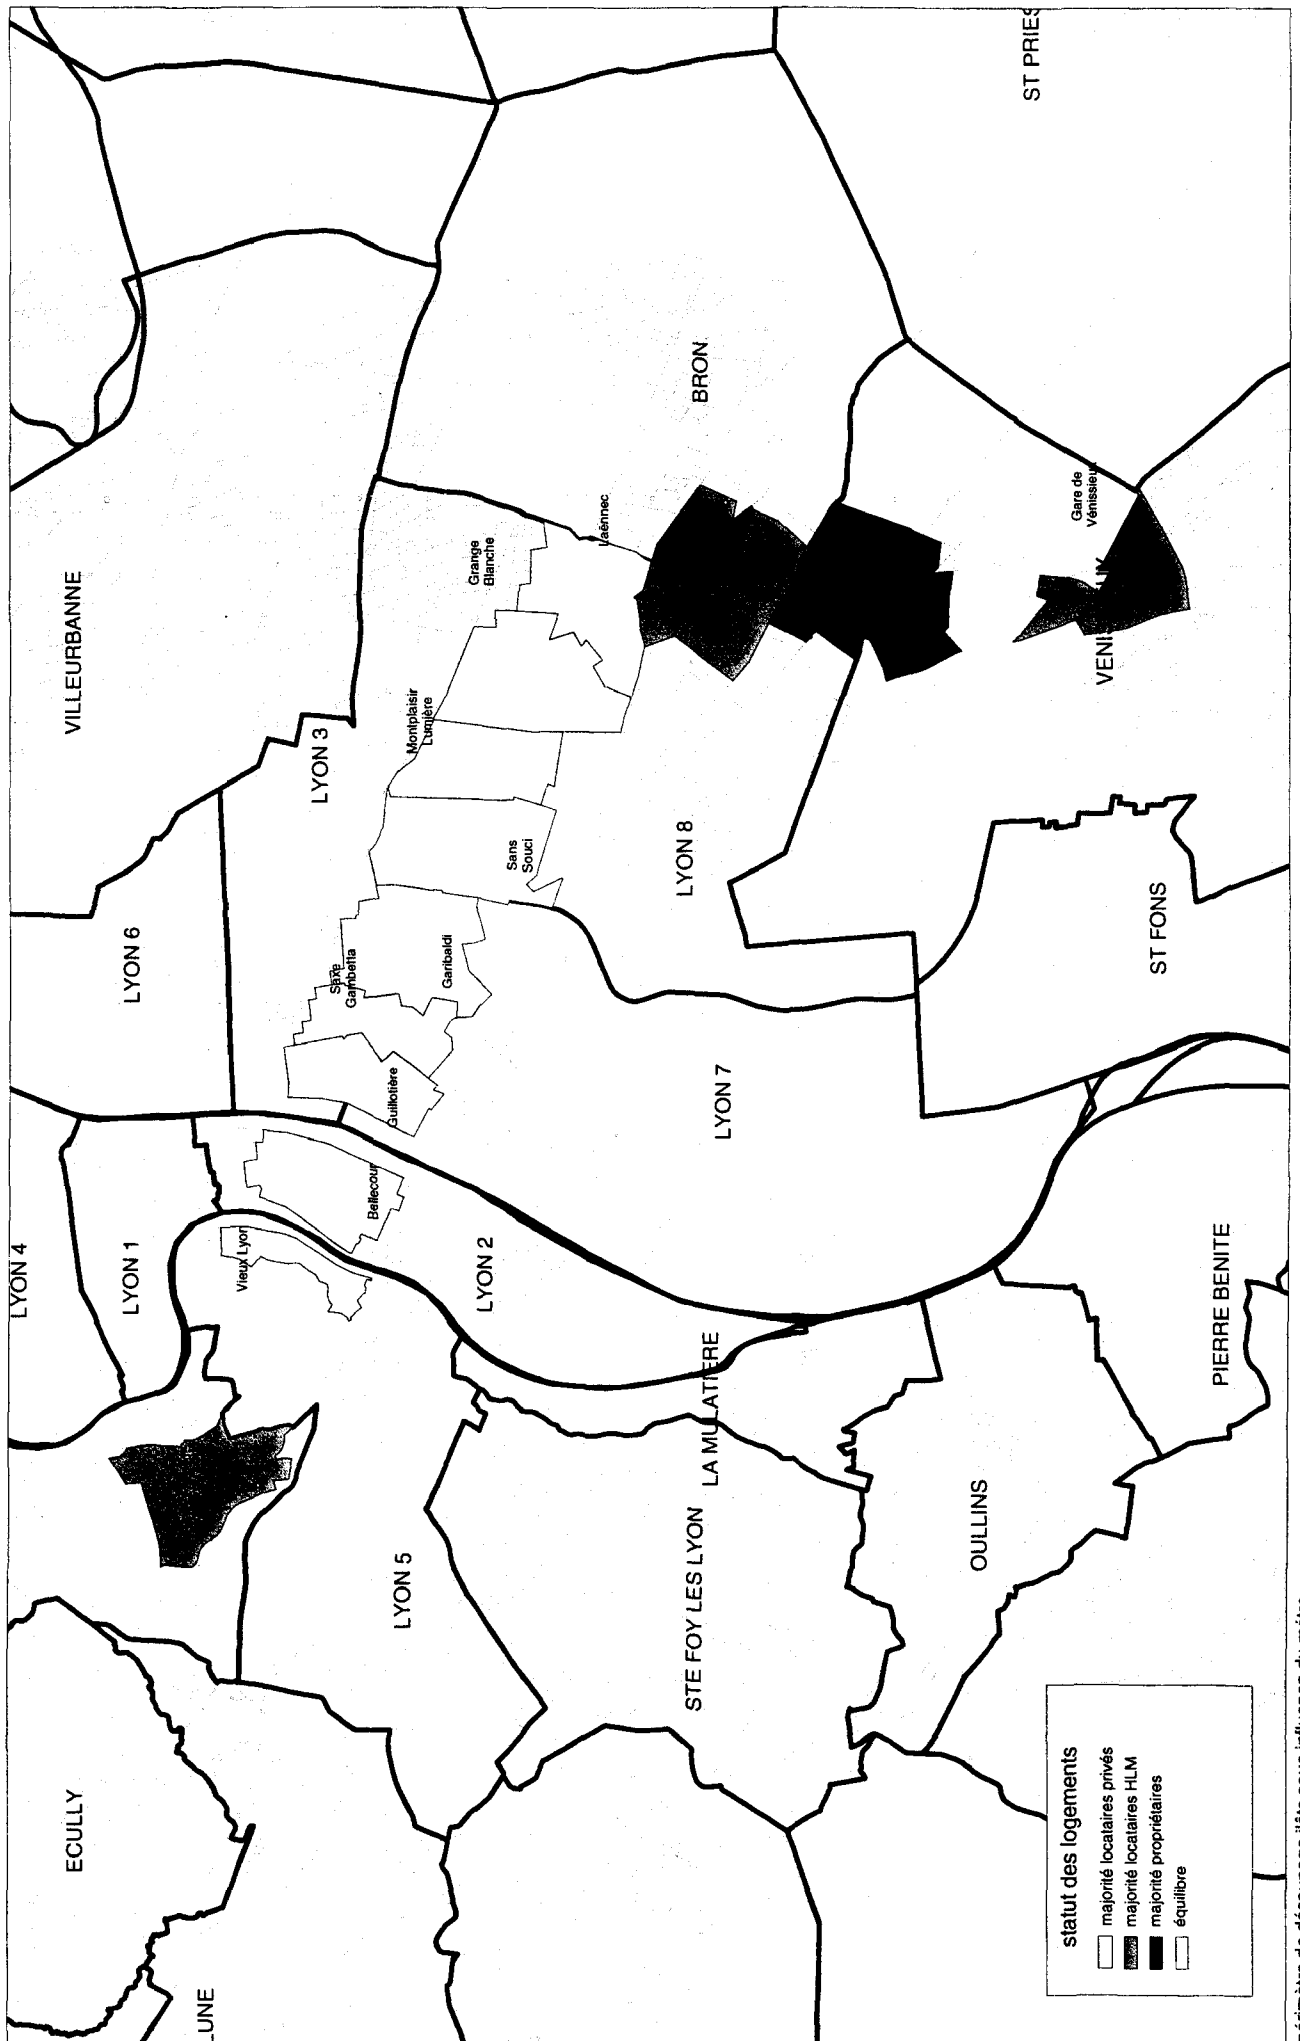 ECULLY
LUNE
LYON 4
LYON 1
LYON 6
VILLEURBANNE
Vieux Lyon
LYON 5
Bellecour
Guillotière
Saxe
Gambetta
LYON 3
Garibaldi
Montplaisir
Lumière
Grange
Blanche
Laënnec
Sans
Souci
LYON 2
LYON 7
LYON 8
BRON
ST PRIES
STE FOY LES LYON
LA MULATIERE
OULLINS
PIERRE BENITE
ST FONS
Gare de
Vénissieux
statut des logements
majorité locataires privés
majorité locataires HLM
majorité propriétaires
équilibre